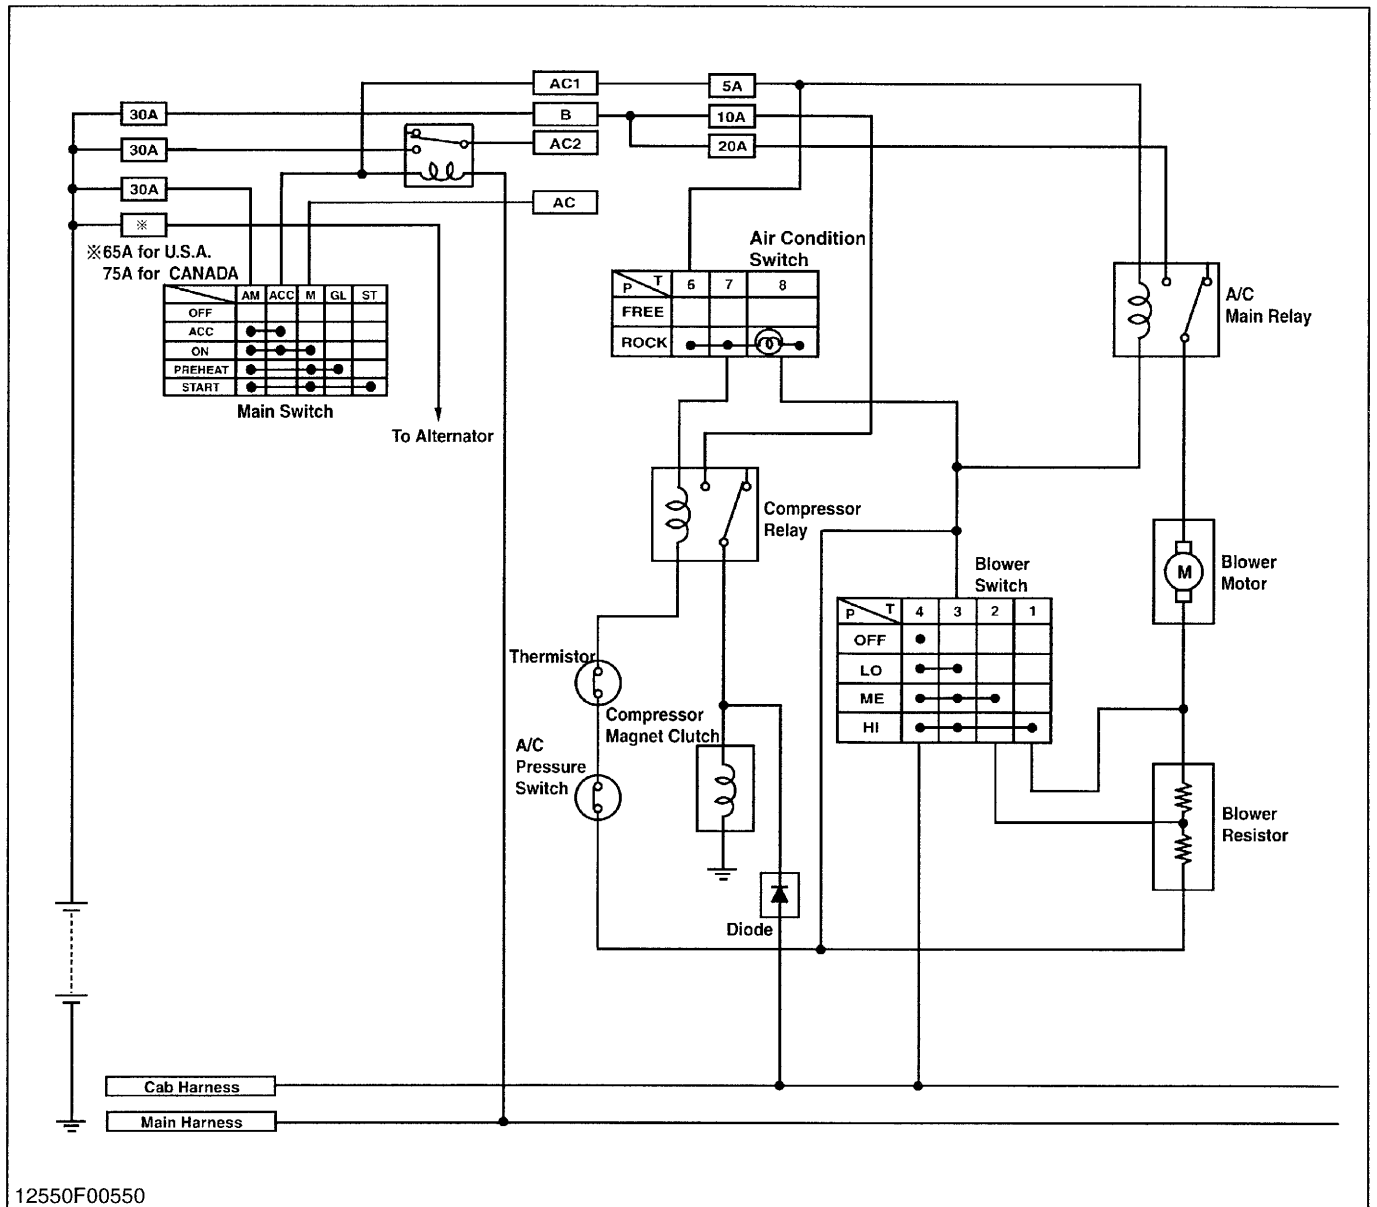 AC1
5A
30A
B
10A
30A
AC2
20A
30A
AC
※
※65A for U.S.A.
75A for CANADA
Air Condition
Switch
P T 6 7 8
FREE
ROCK
AM ACC M GL ST
OFF
ACC
ON
PREHEAT
START
Main Switch
To Alternator
A/C
Main Relay
Compressor
Relay
Blower
Switch
P T 4 3 2 1
OFF
LO
ME
HI
M
Blower
Motor
Thermistor
Compressor
Magnet Clutch
A/C
Pressure
Switch
Blower
Resistor
Diode
Cab Harness
Main Harness
12550F00550